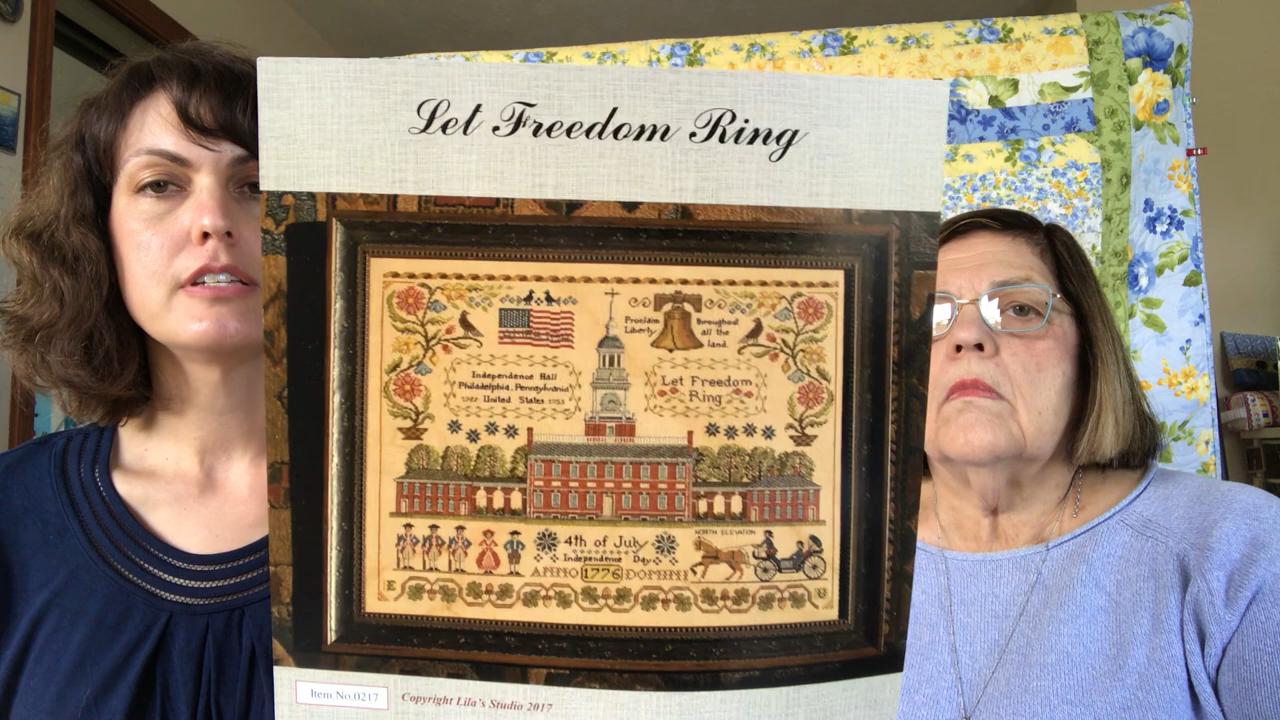 Let Freedom Ring
Proclaim
Liberty
throughout
all the
land.
Independence Hall
Philadelphia, Pennsylvania
United States 1753
Let Freedom
Ring
NORTH ELEVATION
4th of July
Independence Day
ANNO 1776 DOMINI
Item No.0217
Copyright Lila's Studio 2017